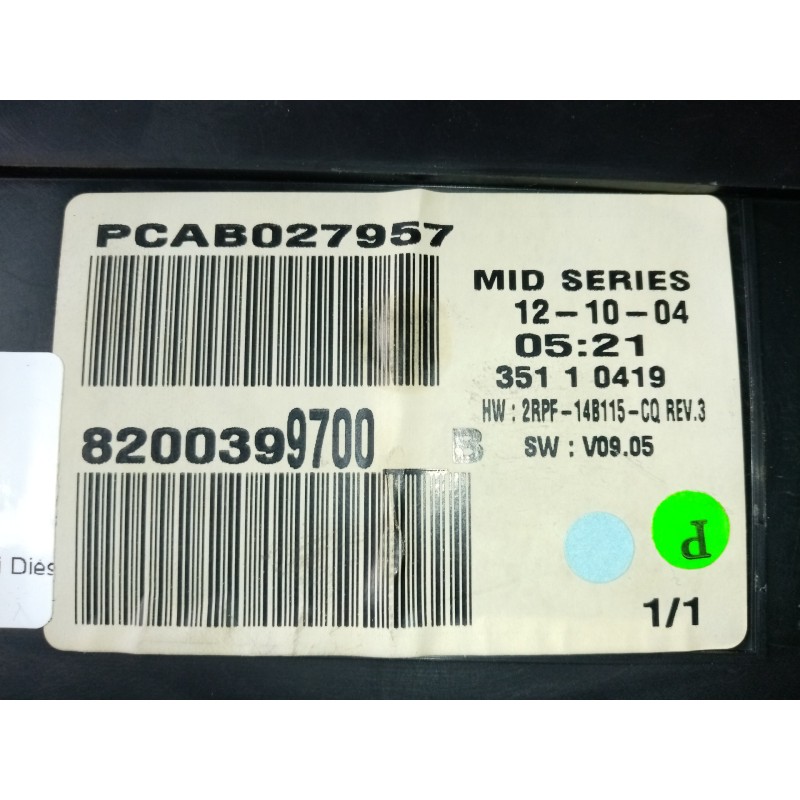 PCAB027957
MID SERIES
12-10-04
05:21
351 1 0419
HW : 2RPF-14B115-CQ REV.3
SW : V09.05
8200399700 B
P
1/1
i Dies